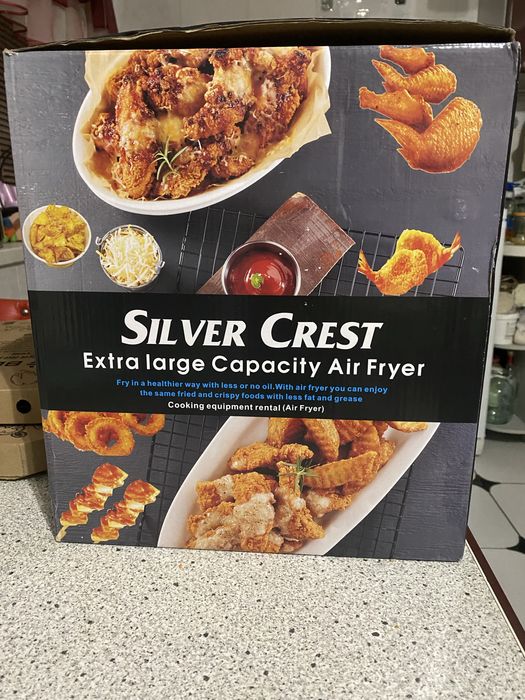 SILVER CREST
Extra large Capacity Air Fryer
Fry in a healthier way with less or no oil.With air fryer you can enjoy
the same fried and crispy foods with less fat and grease
Cooking equipment rental (Air Fryer)